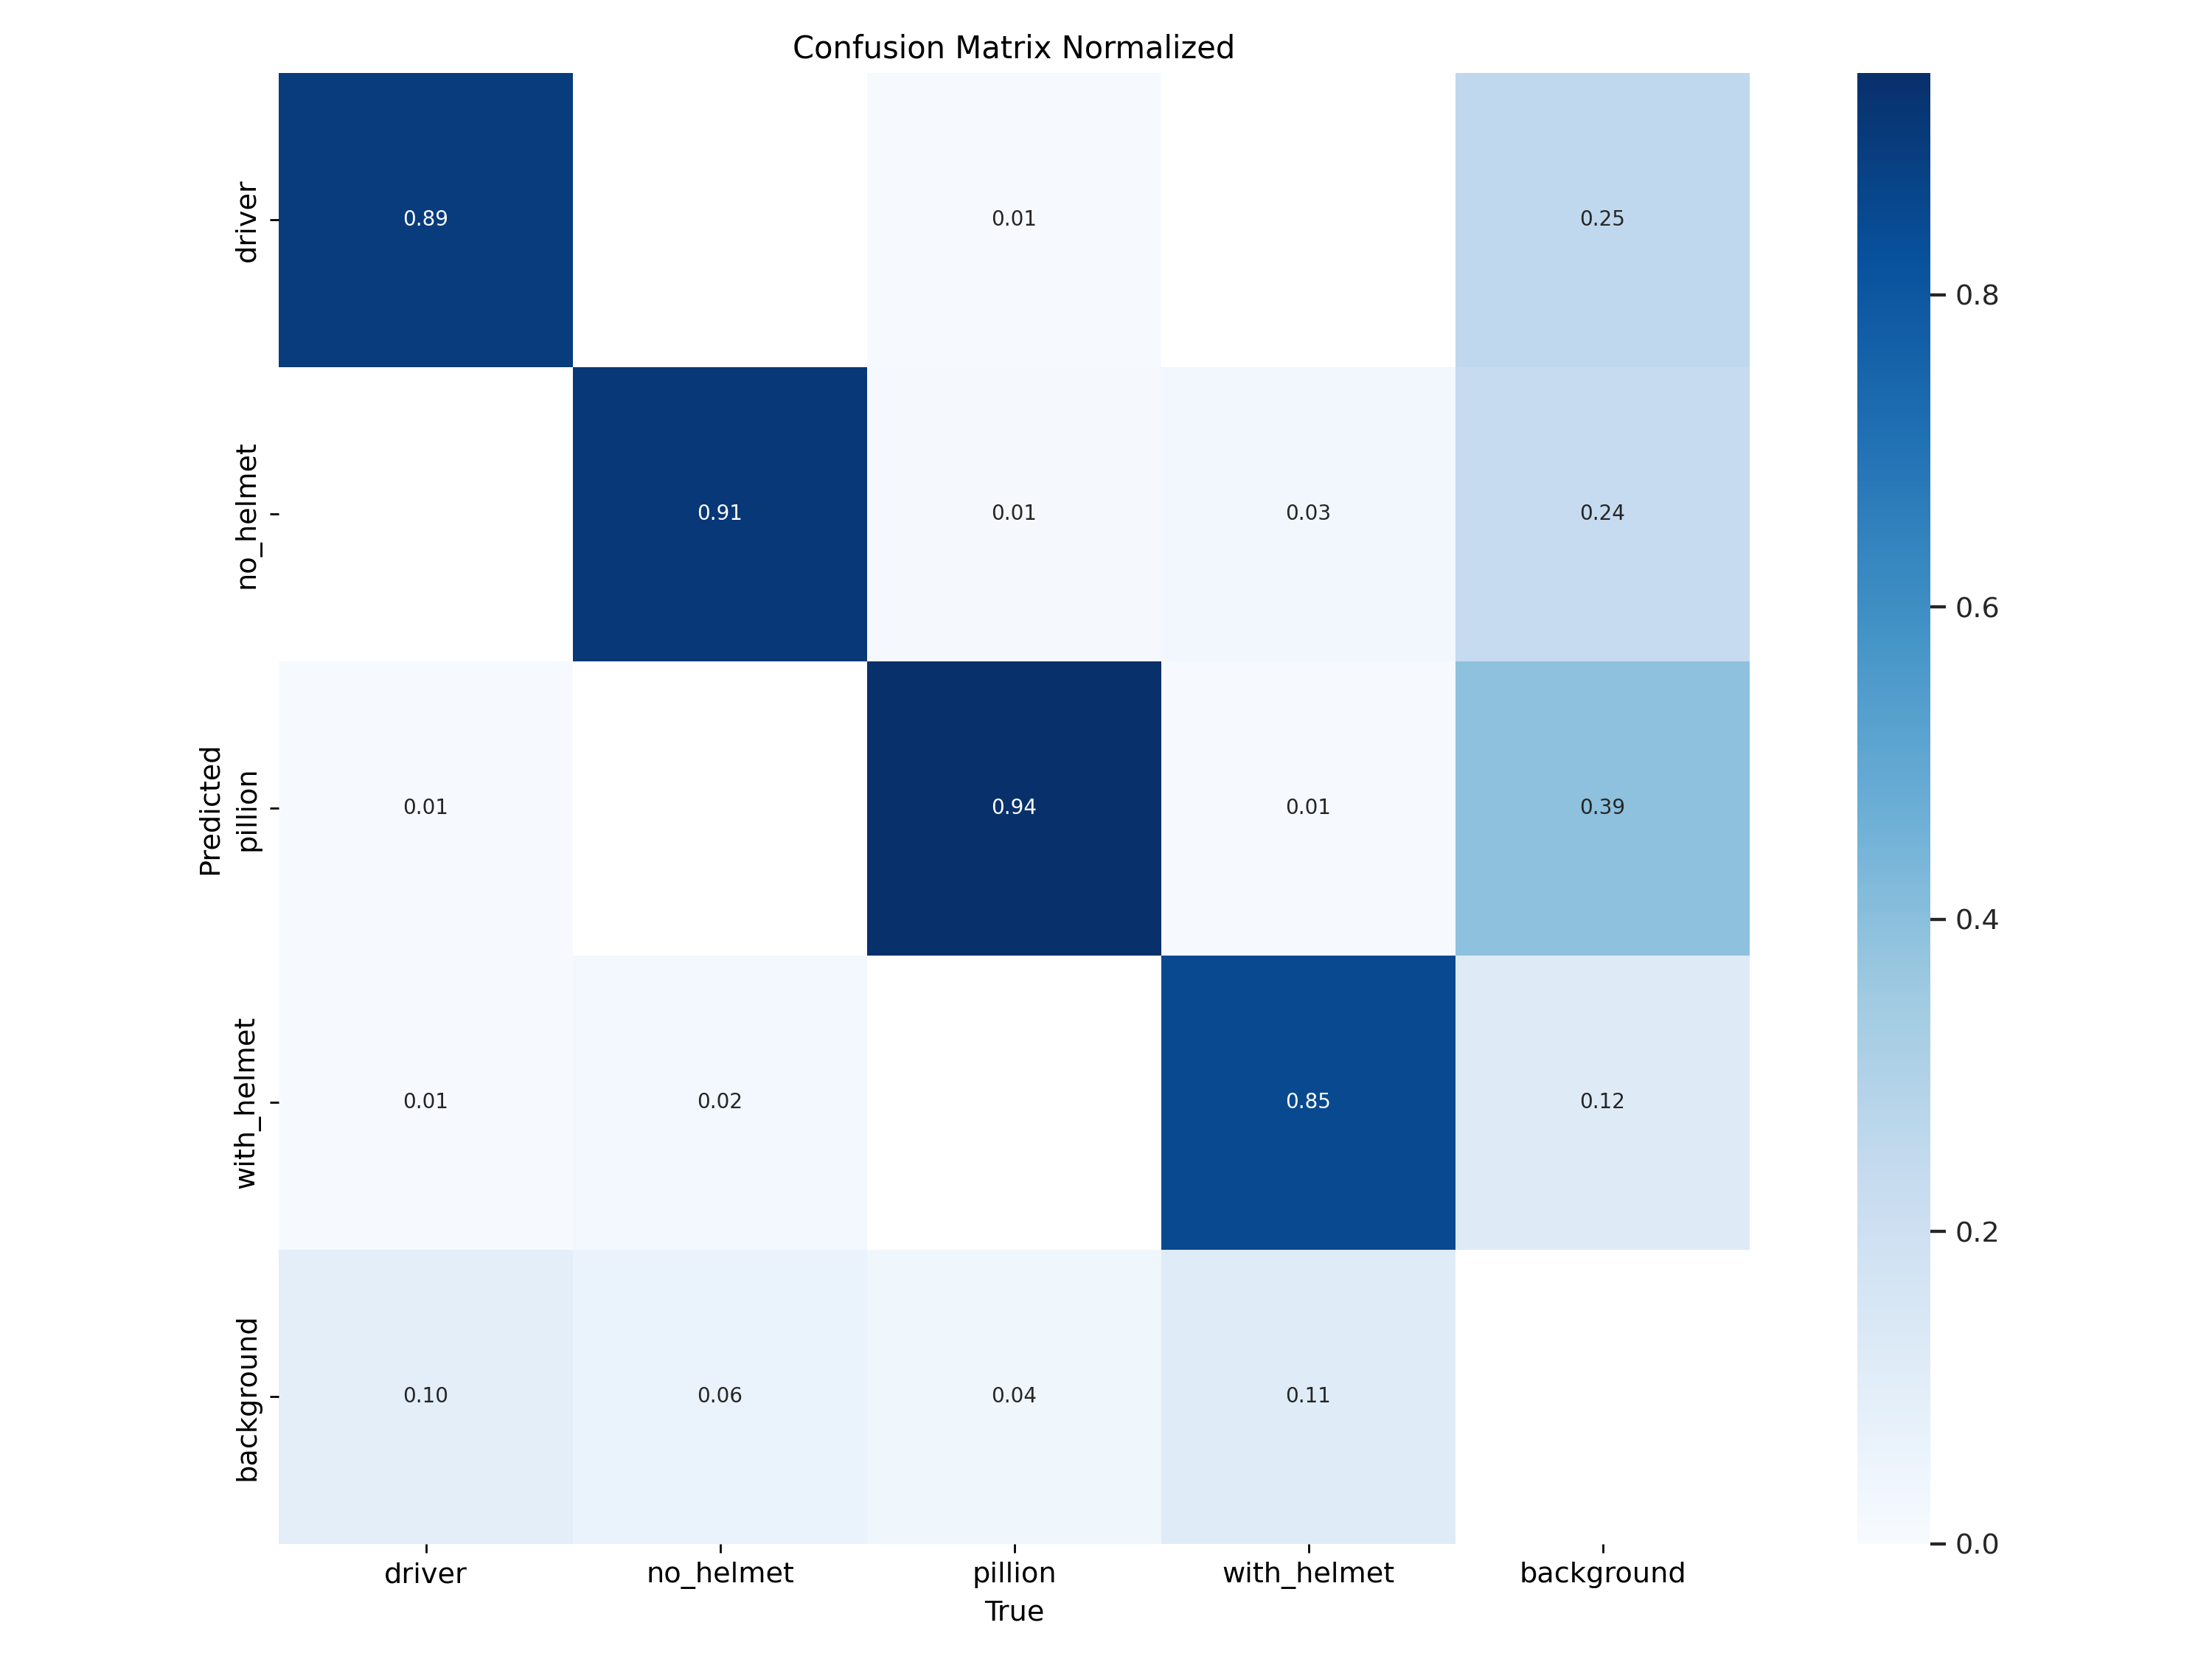 Confusion Matrix Normalized
driver
0.89
0.01
0.25
0.8
no_helmet
0.91
0.01
0.03
0.24
0.6
Predicted
pillion
0.01
0.94
0.01
0.39
0.4
with_helmet
0.01
0.02
0.85
0.12
0.2
background
0.10
0.06
0.04
0.11
0.0
driver
no_helmet
pillion
with_helmet
background
True